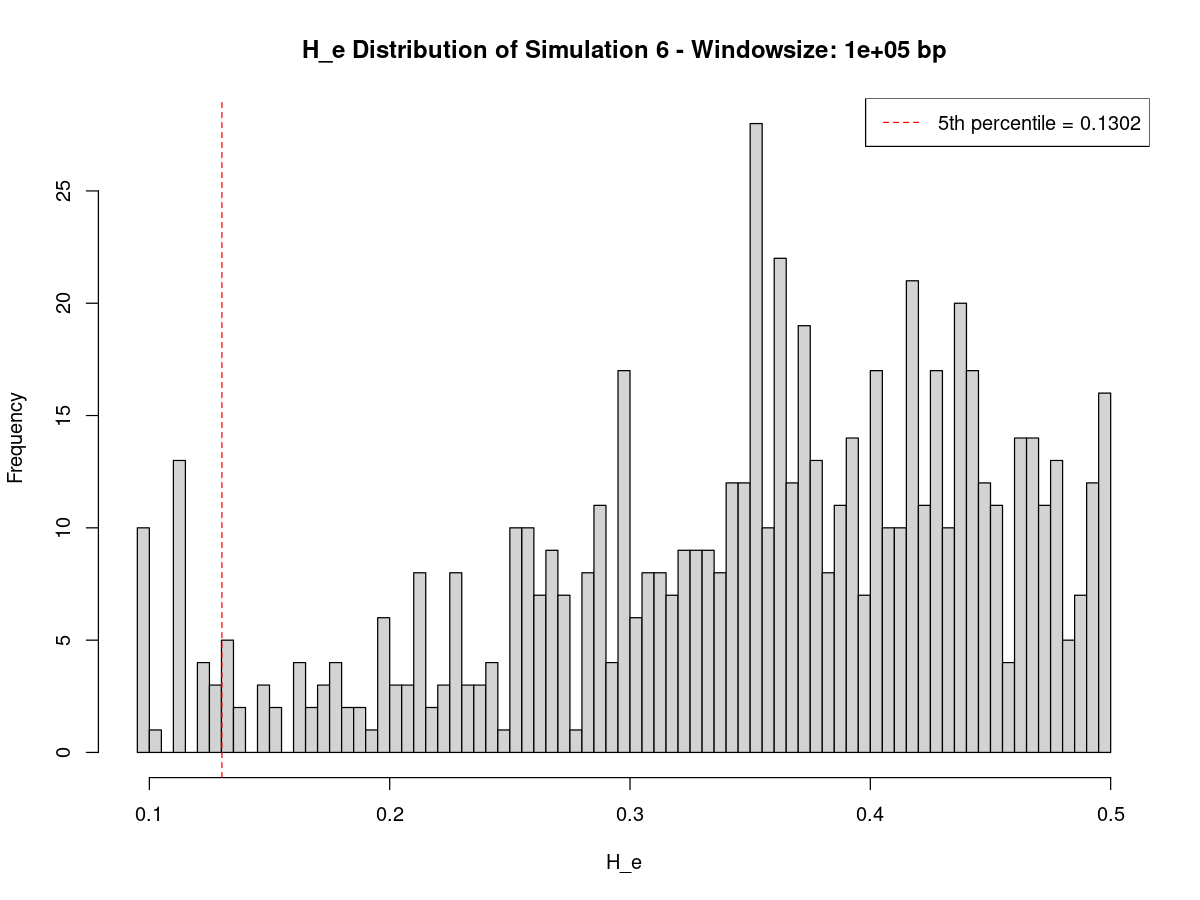 H_e Distribution of Simulation 6 - Windowsize: 1e+05 bp
5th percentile = 0.1302
Frequency
25
20
15
10
5
0
0.1 0.2 0.3 0.4 0.5
H_e